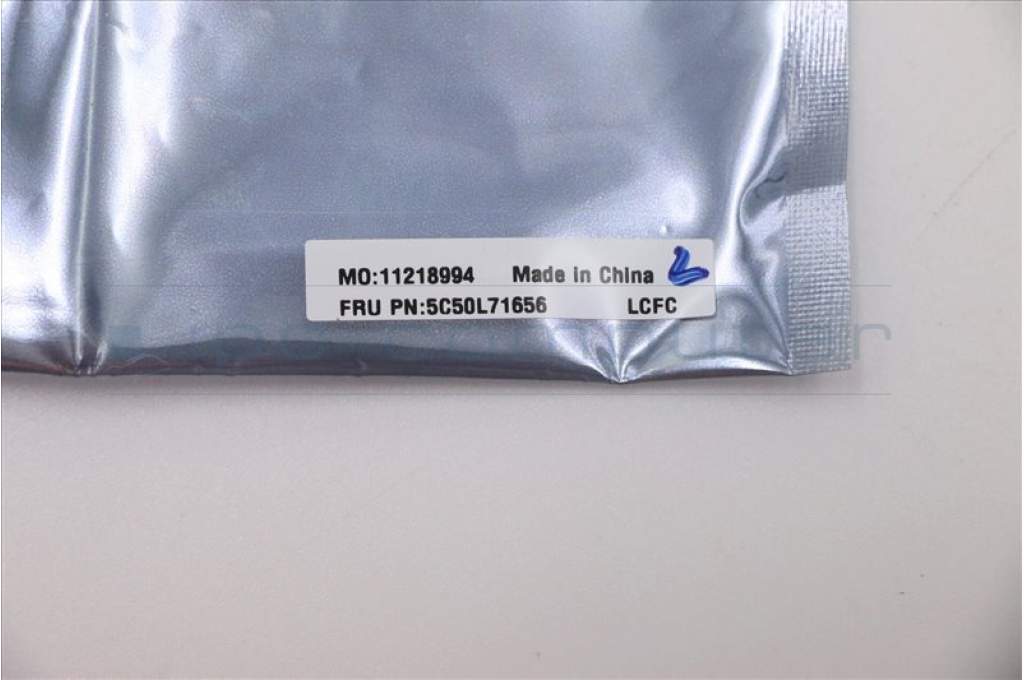 MO:11218994 Made in China
FRU PN:5C50L71656 LCFC